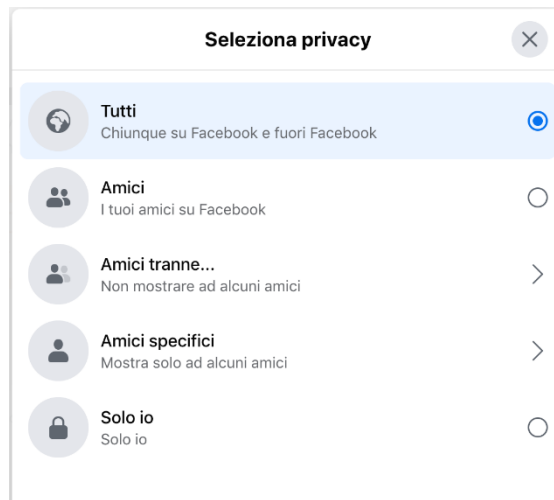 Seleziona privacy
Tutti
Chiunque su Facebook e fuori Facebook
Amici
I tuoi amici su Facebook
Amici tranne...
Non mostrare ad alcuni amici
Amici specifici
Mostra solo ad alcuni amici
Solo io
Solo io